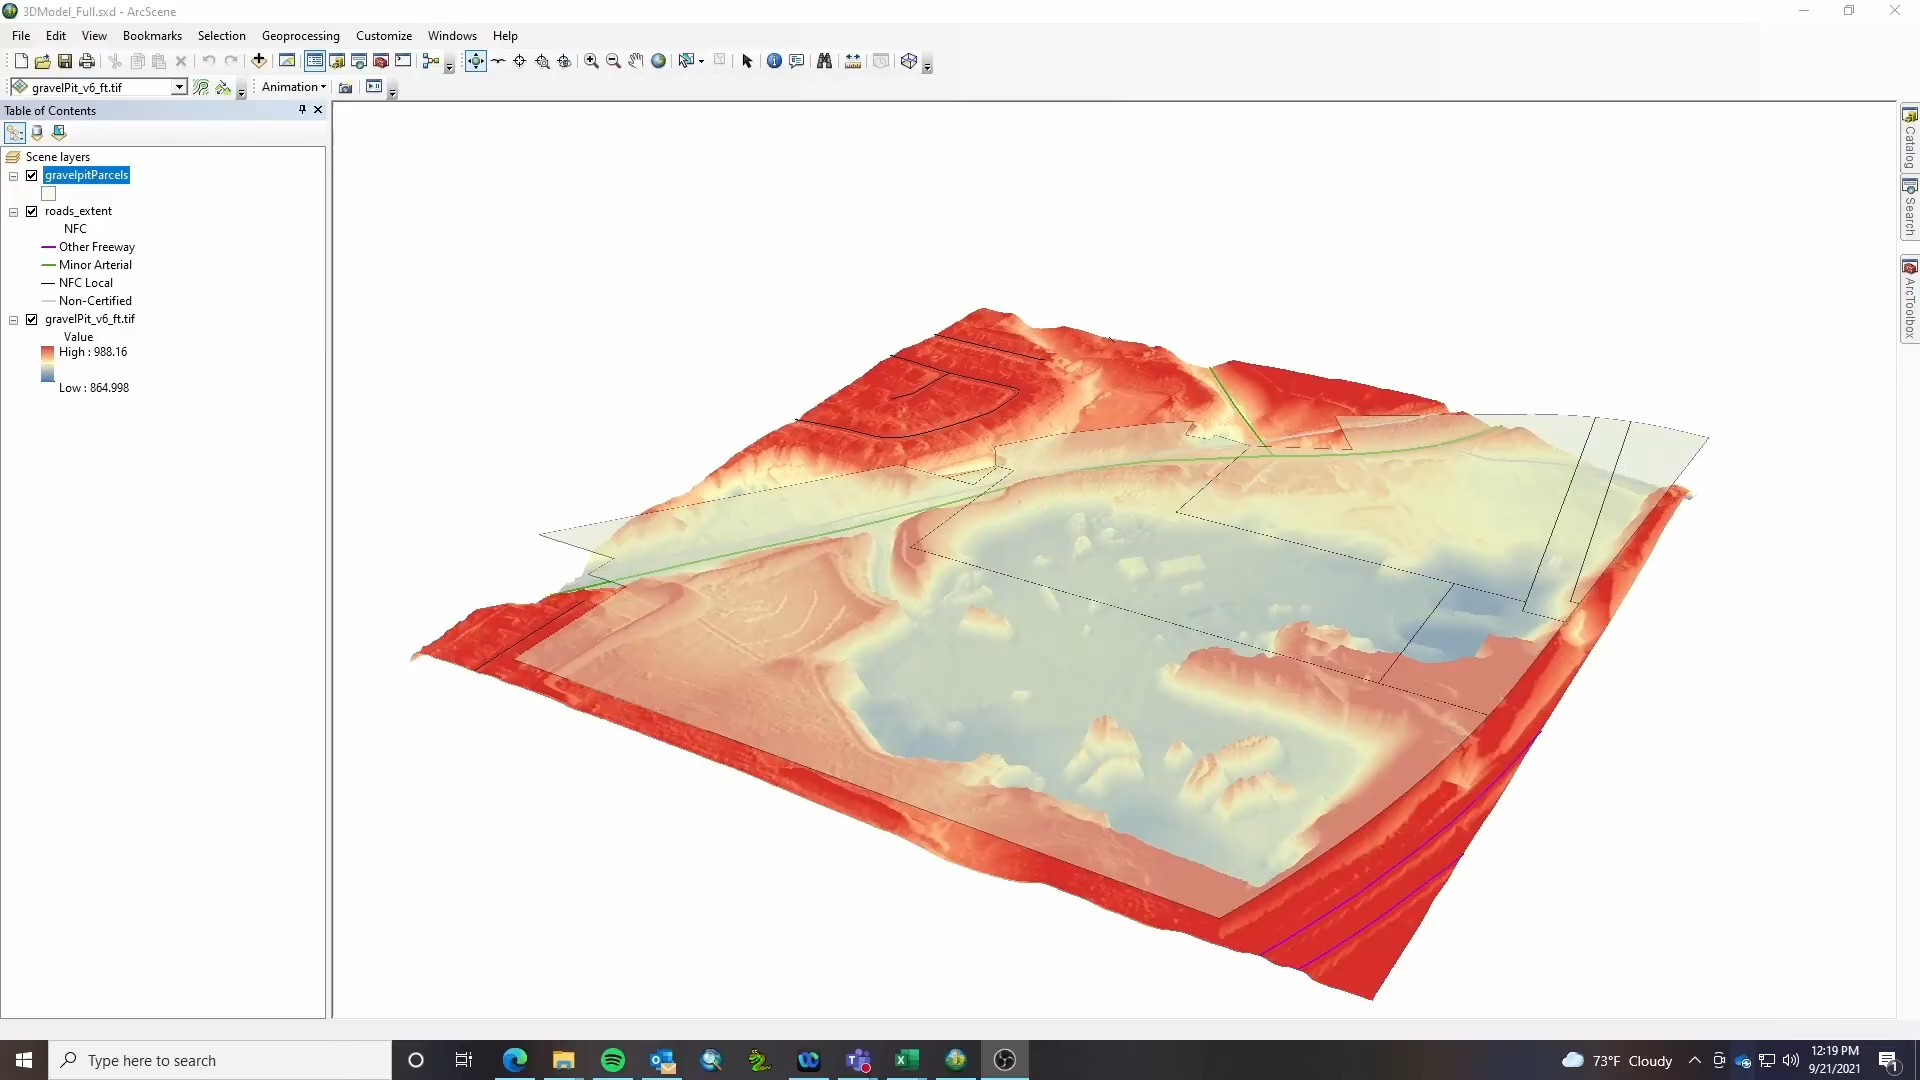 3DModel_Full.sxd - ArcScene
File Edit View Bookmarks Selection Geoprocessing Customize Windows Help
gravelPit_v6_ft.tif
Animation
Table of Contents
Scene layers
gravelpitParcels
roads_extent
NFC
Other Freeway
Minor Arterial
NFC Local
Non-Certified
gravelPit_v6_ft.tif
Value
High : 988.16
Low : 864.998
Catalog
Search
ArcToolbox
Type here to search
73°F Cloudy
12:19 PM
9/21/2021
1